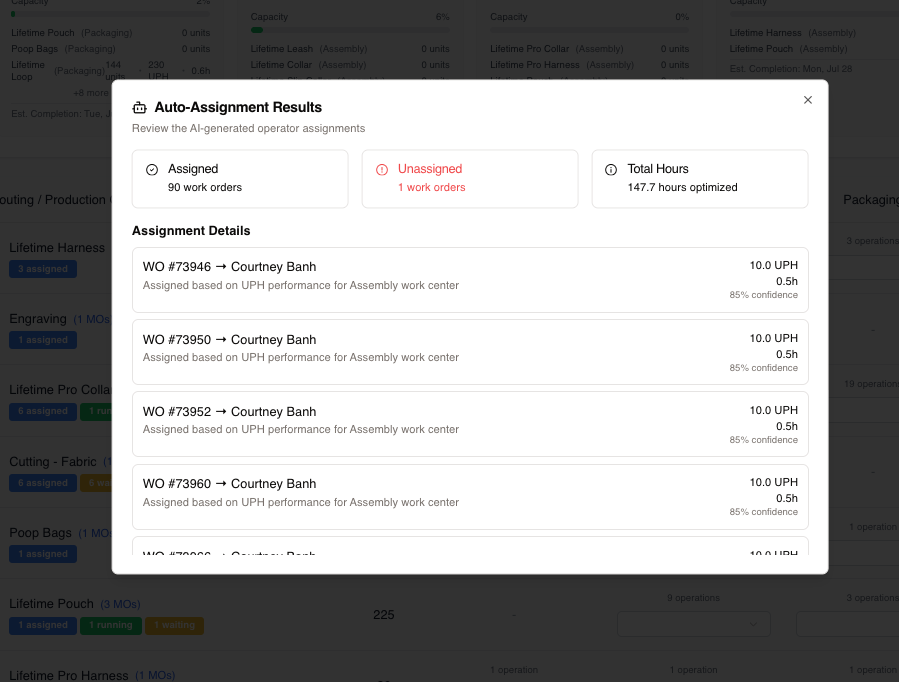 Capacity 2%
Lifetime Pouch (Packaging) 0 units
Poop Bags (Packaging) 0 units
Lifetime Loop (Packaging) 144 units · 230 UPH · 0.6h
+8 more
Est. Completion: Tue, J
Capacity 6%
Lifetime Leash (Assembly) 0 units
Lifetime Collar (Assembly) 0 units
Capacity 0%
Lifetime Pro Collar (Assembly) 0 units
Lifetime Pro Harness (Assembly) 0 units
Capacity
Lifetime Harness (Assembly)
Lifetime Pouch (Assembly)
Est. Completion: Mon, Jul 28
Auto-Assignment Results
Review the AI-generated operator assignments
Assigned
90 work orders
Unassigned
1 work orders
Total Hours
147.7 hours optimized
Assignment Details
WO #73946 → Courtney Banh
Assigned based on UPH performance for Assembly work center
10.0 UPH
0.5h
85% confidence
WO #73950 → Courtney Banh
Assigned based on UPH performance for Assembly work center
10.0 UPH
0.5h
85% confidence
WO #73952 → Courtney Banh
Assigned based on UPH performance for Assembly work center
10.0 UPH
0.5h
85% confidence
WO #73960 → Courtney Banh
Assigned based on UPH performance for Assembly work center
10.0 UPH
0.5h
85% confidence
Courtney Banh
10.0 UPH
outing / Production
Packaging
Lifetime Harness
3 assigned
3 operations
Engraving (1 MOs
1 assigned
-
Lifetime Pro Colla
6 assigned 1 run
19 operations
Cutting - Fabric (1
6 assigned 6 wa
-
Poop Bags (1 MOs
1 assigned
1 operation
Lifetime Pouch (3 MOs)
1 assigned 1 running 1 waiting
225
-
9 operations
3 operations
Lifetime Pro Harness (1 MOs)
1 operation
1 operation
1 operation